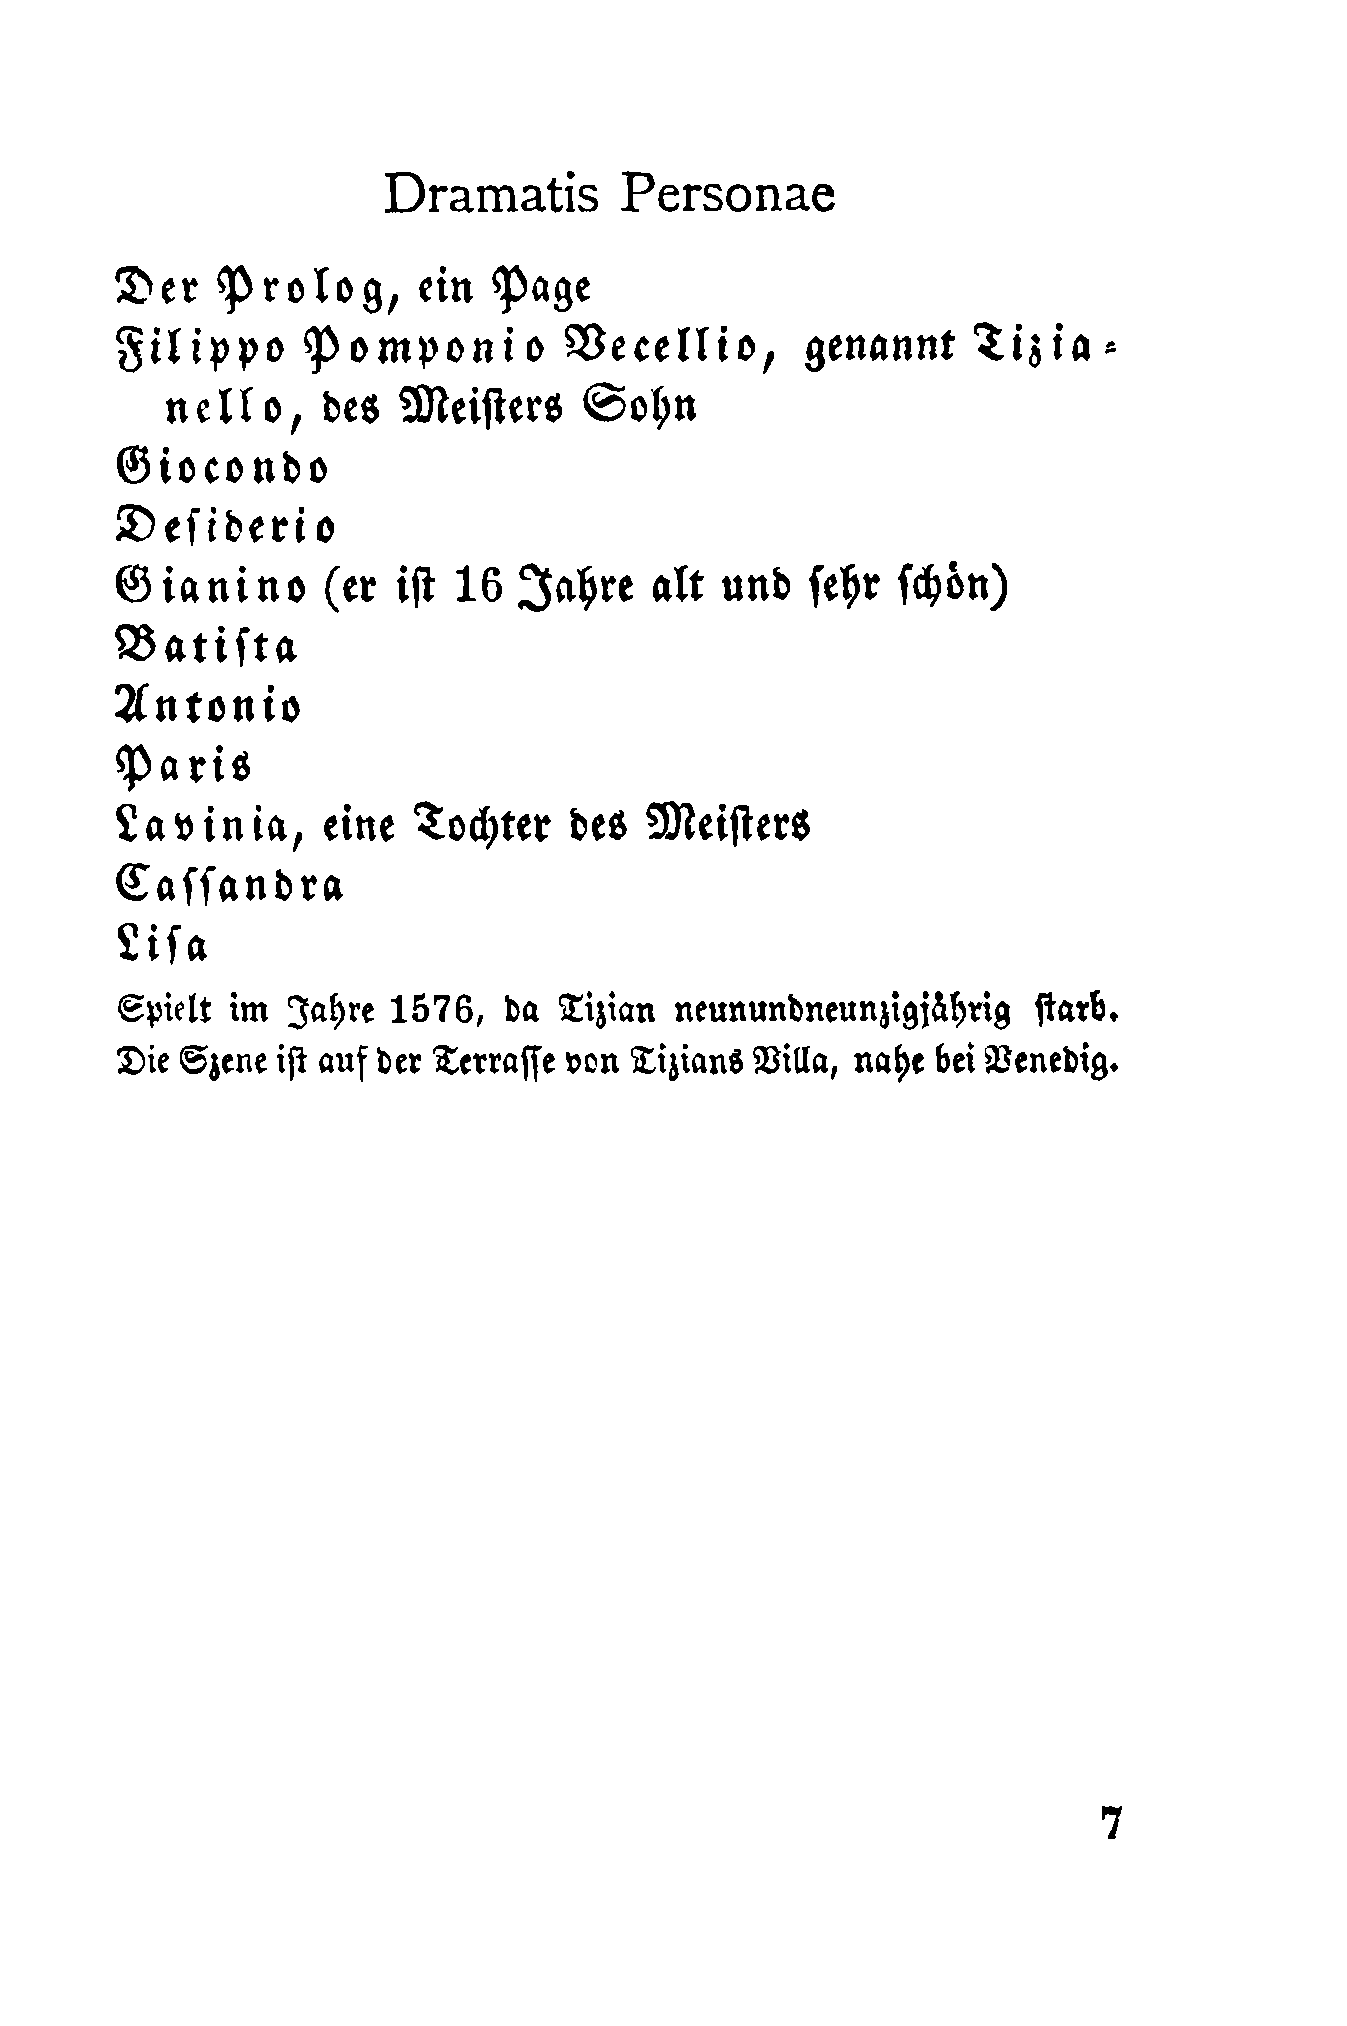 Dramatis Personae
Der Prolog, ein Page
Filippo Pomponio Vecellio, genannt Tizia-
nello, des Meiſters Sohn
Giocondo
Deſiderio
Gianino (er iſt 16 Jahre alt und ſehr ſchön)
Batiſta
Antonio
Paris
Lavinia, eine Tochter des Meiſters
Caſſandra
Liſa
Spielt im Jahre 1576, da Tizian neunundneunzigjährig ſtarb.
Die Szene iſt auf der Terraſſe von Tizians Villa, nahe bei Venedig.
7